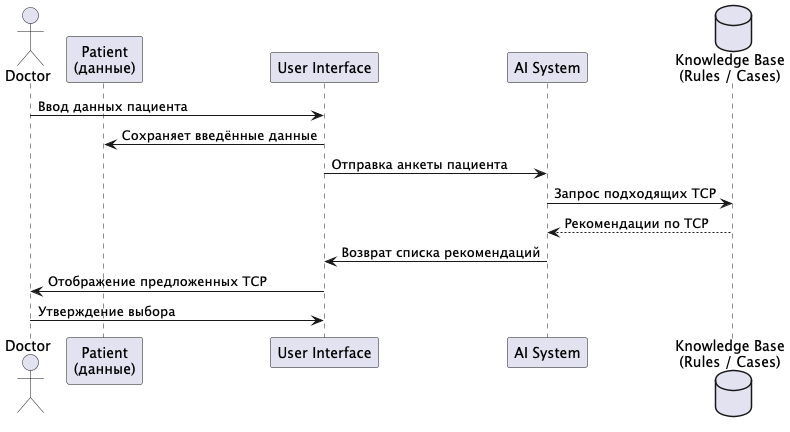 Doctor
Patient
(данные)
User Interface
AI System
Knowledge Base
(Rules / Cases)
Ввод данных пациента
Сохраняет введённые данные
Отправка анкеты пациента
Запрос подходящих ТСР
Рекомендации по ТСР
Возврат списка рекомендаций
Отображение предложенных ТСР
Утверждение выбора
Doctor
Patient
(данные)
User Interface
AI System
Knowledge Base
(Rules / Cases)